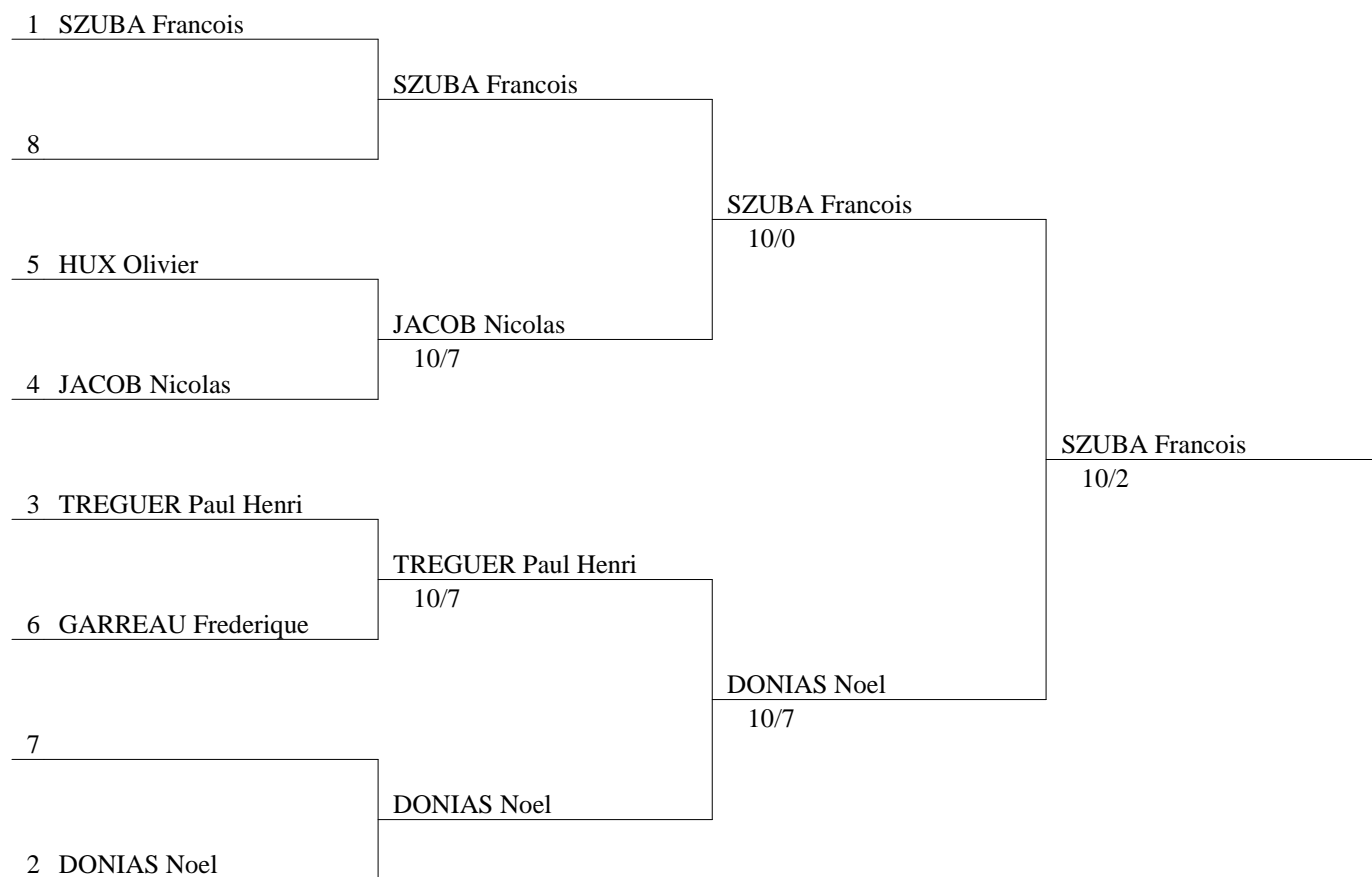 1 SZUBA Francois
SZUBA Francois
8
SZUBA Francois
10/0
5 HUX Olivier
JACOB Nicolas
10/7
4 JACOB Nicolas
SZUBA Francois
10/2
3 TREGUER Paul Henri
TREGUER Paul Henri
10/7
6 GARREAU Frederique
DONIAS Noel
10/7
7
DONIAS Noel
2 DONIAS Noel